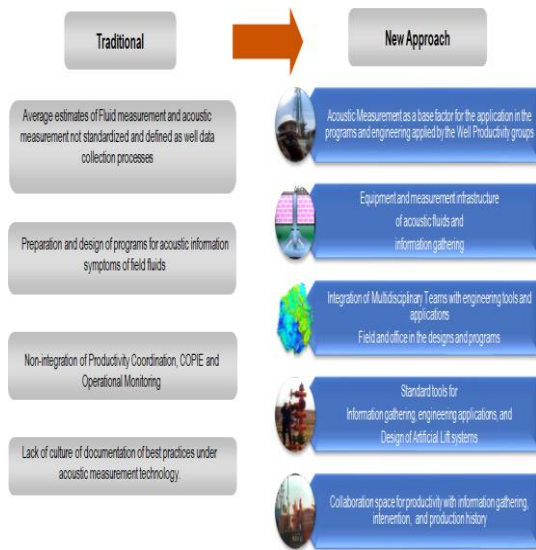 Traditional
New Approach
Average estimates of Fluid measurement and acoustic
measurement not standardized and defined as well data
collection processes
Preparation and design of programs for acoustic information
symptoms of field fluids
Non-integration of Productivity Coordination, COPIE and
Operational Monitoring
Lack of culture of documentation of best practices under
acoustic measurement technology.
Acoustic Measurement as a base factor for the application in the
programs and engineering applied by the Well Productivity groups
Equipment and measurement infrastructure
of acoustic fluids and
information gathering
Integration of Multidisciplinary Teams with engineering tools and
applications
Field and office in the designs and programs
Standard tools for
Information gathering, engineering applications, and
Design of Artificial Lift systems
Collaboration space for productivity with information gathering,
intervention, and production history